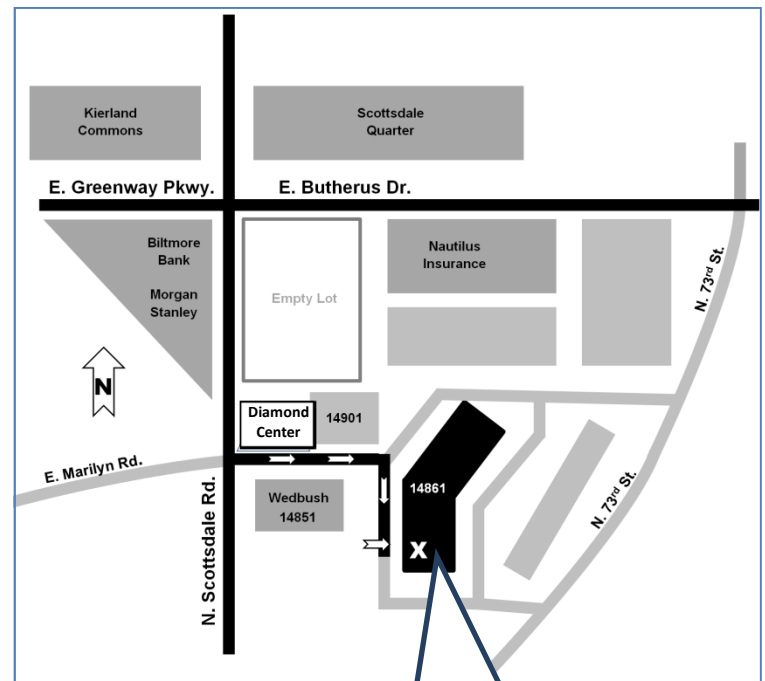 Kierland
Commons
Scottsdale
Quarter
E. Greenway Pkwy.
E. Butherus Dr.
Biltmore
Bank
Morgan
Stanley
Empty Lot
Nautilus
Insurance
N. 73rd St.
N
Diamond
Center
14901
E. Marilyn Rd.
Wedbush
14851
14861
X
N. Scottsdale Rd.
N. 73rd St.